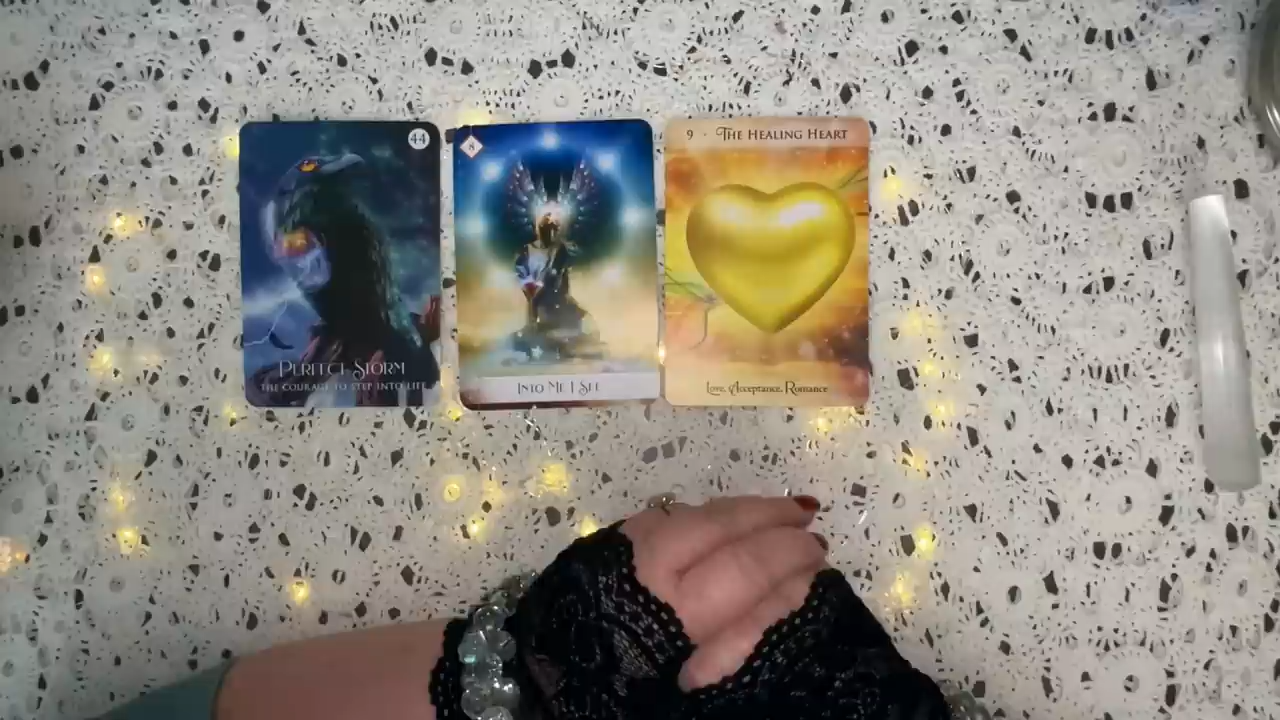 44
PERFECT STORM
THE COURAGE TO STEP INTO LIFE
8
INTO ME I SEE
9 · THE HEALING HEART
Love, Acceptance, Romance